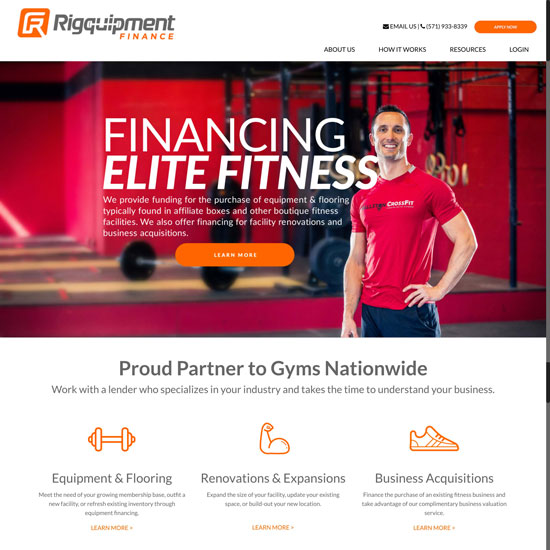 Rigquipment
FINANCE
EMAIL US | (571) 933-8339
APPLY NOW
ABOUT US HOW IT WORKS RESOURCES LOGIN
FINANCING
ELITE FITNESS
We provide funding for the purchase of equipment & flooring
typically found in affiliate boxes and other boutique fitness
facilities. We also offer financing for facility renovations and
business acquisitions.
CROSSFIT
LEARN MORE
Proud Partner to Gyms Nationwide
Work with a lender who specializes in your industry and takes the time to understand your business.
Equipment & Flooring
Meet the need of your growing membership base, outfit a
new facility, or refresh existing inventory through
equipment financing.
LEARN MORE >
Renovations & Expansions
Expand the size of your facility, update your existing
space, or build-out your new location.
LEARN MORE >
Business Acquisitions
Finance the purchase of an existing fitness business and
take advantage of our complimentary business valuation
service.
LEARN MORE >